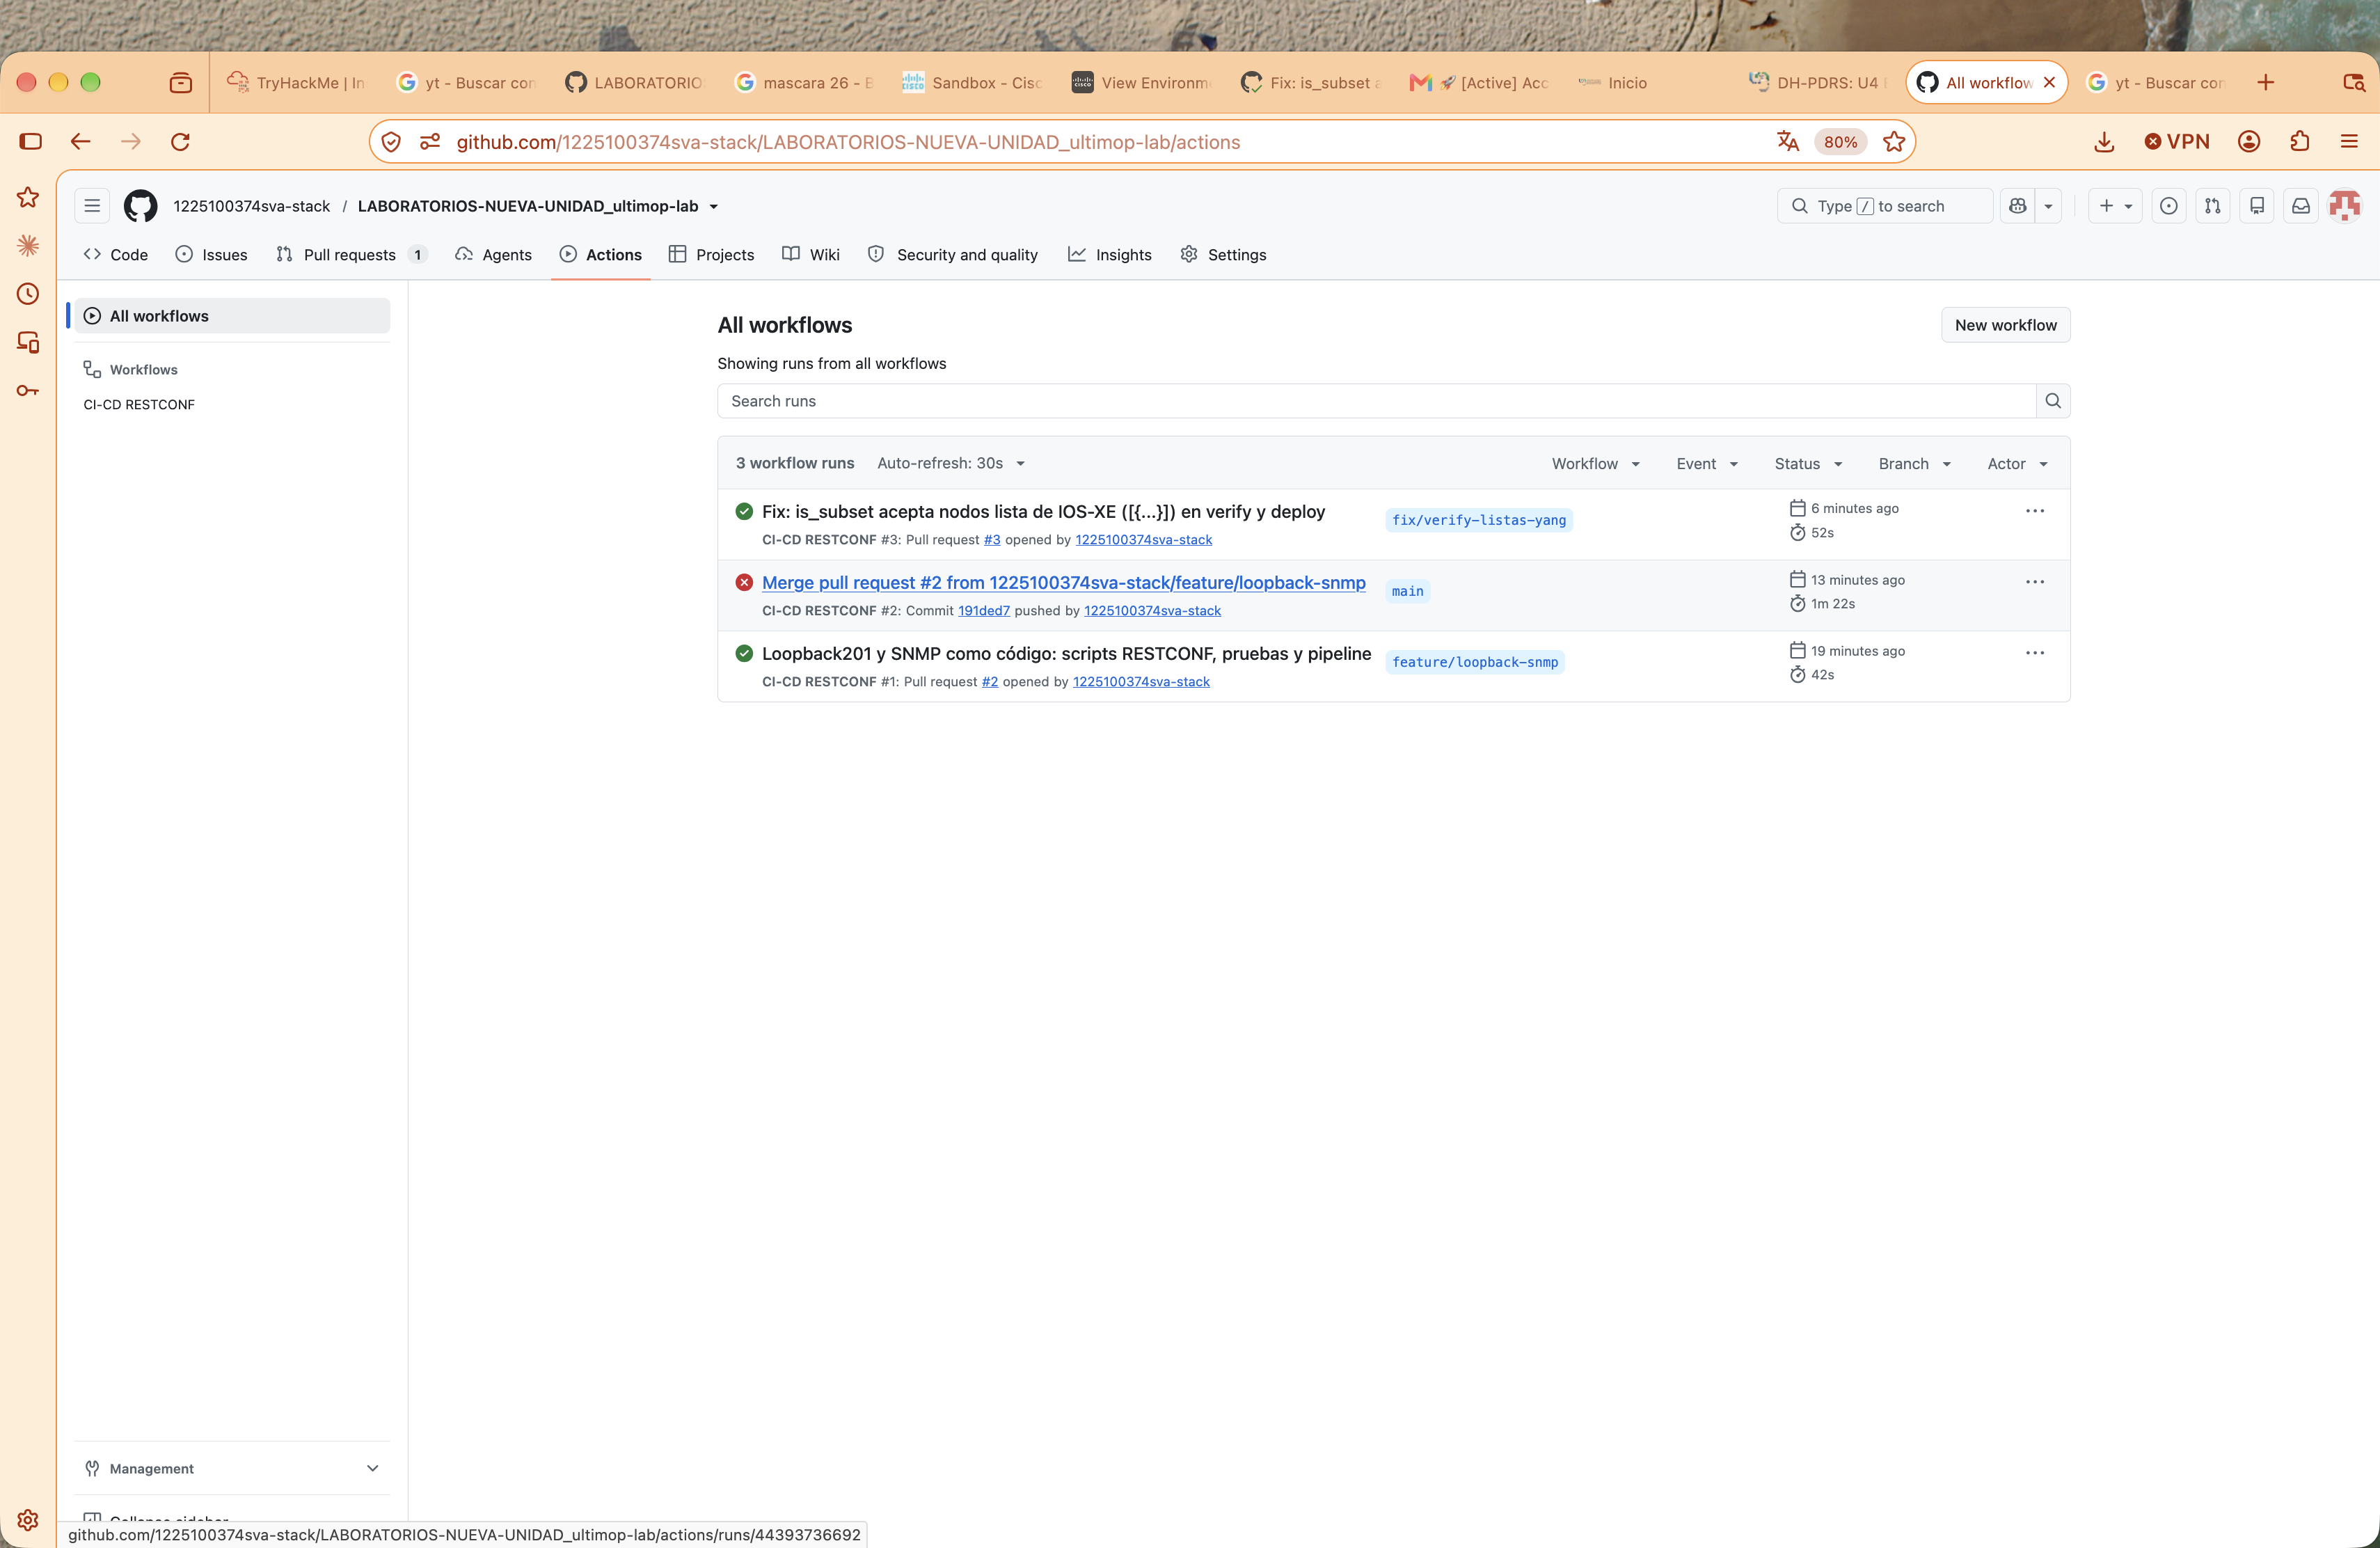 TryHackMe | In
yt - Buscar con
LABORATORIO
mascara 26 - B
Sandbox - Cisc
View Environm
Fix: is_subset a
[Active] Acc
Inicio
DH-PDRS: U4
All workflow
yt - Buscar con
github.com/1225100374sva-stack/LABORATORIOS-NUEVA-UNIDAD_ultimop-lab/actions
80%
VPN
1225100374sva-stack / LABORATORIOS-NUEVA-UNIDAD_ultimop-lab
Type / to search
Code
Issues
Pull requests 1
Agents
Actions
Projects
Wiki
Security and quality
Insights
Settings
All workflows
Workflows
CI-CD RESTCONF
All workflows
New workflow
Showing runs from all workflows
Search runs
3 workflow runs
Auto-refresh: 30s
Workflow
Event
Status
Branch
Actor
Fix: is_subset acepta nodos lista de IOS-XE ([{...}]) en verify y deploy
CI-CD RESTCONF #3: Pull request #3 opened by 1225100374sva-stack
fix/verify-listas-yang
6 minutes ago
52s
Merge pull request #2 from 1225100374sva-stack/feature/loopback-snmp
CI-CD RESTCONF #2: Commit 191ded7 pushed by 1225100374sva-stack
main
13 minutes ago
1m 22s
Loopback201 y SNMP como código: scripts RESTCONF, pruebas y pipeline
CI-CD RESTCONF #1: Pull request #2 opened by 1225100374sva-stack
feature/loopback-snmp
19 minutes ago
42s
Management
Collapse sidebar
github.com/1225100374sva-stack/LABORATORIOS-NUEVA-UNIDAD_ultimop-lab/actions/runs/44393736692